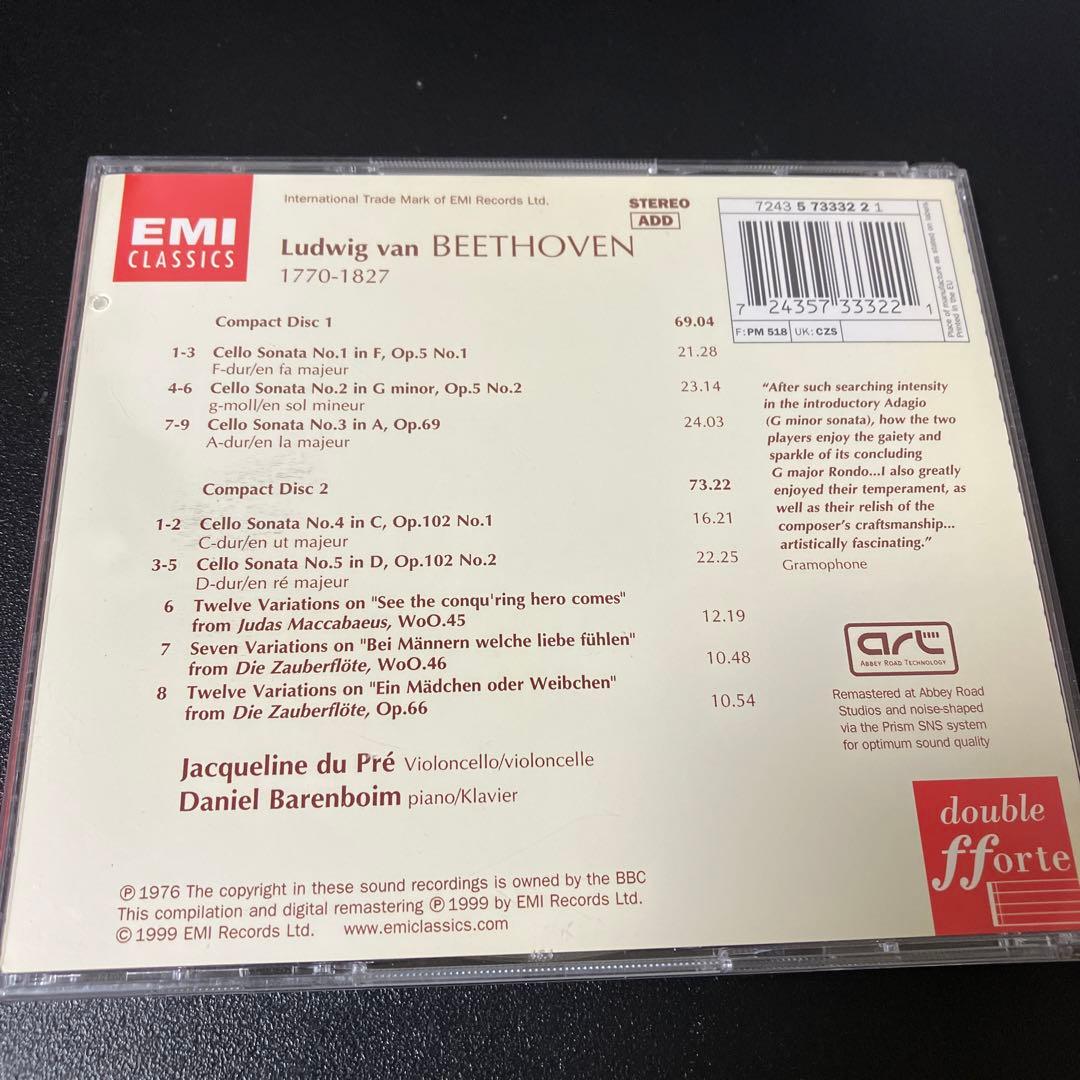 EMI
CLASSICS
International Trade Mark of EMI Records Ltd.
STEREO
ADD
Ludwig van BEETHOVEN
1770-1827
7243 5 73332 2 1
7 24357 33322 1
F: PM 518 UK: CZS
Place of manufacture as stated on label
Printed in the EU
Compact Disc 1 69.04
1-3 Cello Sonata No.1 in F, Op.5 No.1 21.28
F-dur/en fa majeur
4-6 Cello Sonata No.2 in G minor, Op.5 No.2 23.14
g-moll/en sol mineur
7-9 Cello Sonata No.3 in A, Op.69 24.03
A-dur/en la majeur
Compact Disc 2 73.22
1-2 Cello Sonata No.4 in C, Op.102 No.1 16.21
C-dur/en ut majeur
3-5 Cello Sonata No.5 in D, Op.102 No.2 22.25
D-dur/en ré majeur
6 Twelve Variations on "See the conqu'ring hero comes"
from Judas Maccabaeus, WoO.45 12.19
7 Seven Variations on "Bei Männern welche liebe fühlen"
from Die Zauberflöte, WoO.46 10.48
8 Twelve Variations on "Ein Mädchen oder Weibchen"
from Die Zauberflöte, Op.66 10.54
"After such searching intensity
in the introductory Adagio
(G minor sonata), how the two
players enjoy the gaiety and
sparkle of its concluding
G major Rondo...I also greatly
enjoyed their temperament, as
well as their relish of the
composer's craftsmanship...
artistically fascinating."
Gramophone
art
ABBEY ROAD TECHNOLOGY
Remastered at Abbey Road
Studios and noise-shaped
via the Prism SNS system
for optimum sound quality
Jacqueline du Pré Violoncello/violoncelle
Daniel Barenboim piano/Klavier
double
fforte
℗ 1976 The copyright in these sound recordings is owned by the BBC
This compilation and digital remastering ℗ 1999 by EMI Records Ltd.
© 1999 EMI Records Ltd. www.emiclassics.com